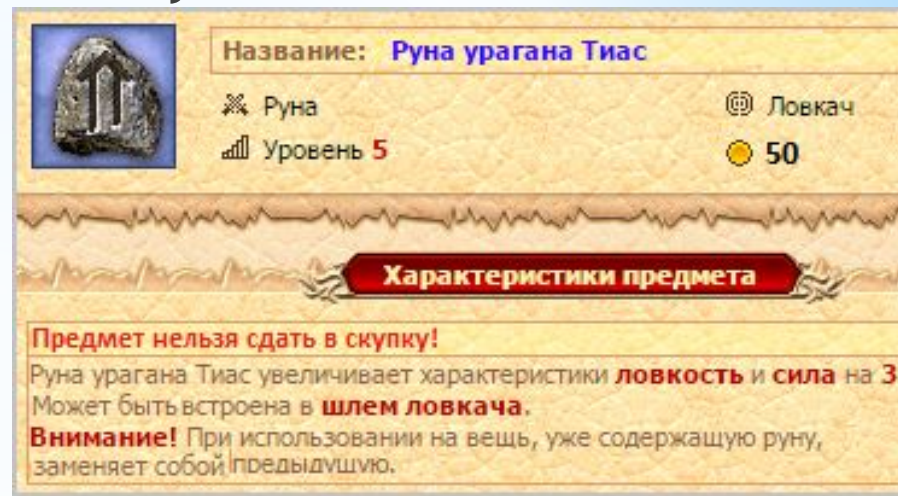 Название: Руна урагана Тиас
Руна
Ловкач
Уровень 5
50
Характеристики предмета
Предмет нельзя сдать в скупку!
Руна урагана Тиас увеличивает характеристики ловкость и сила на 3
Может быть встроена в шлем ловкача.
Внимание! При использовании на вещь, уже содержащую руну,
заменяет собой предыдущую.